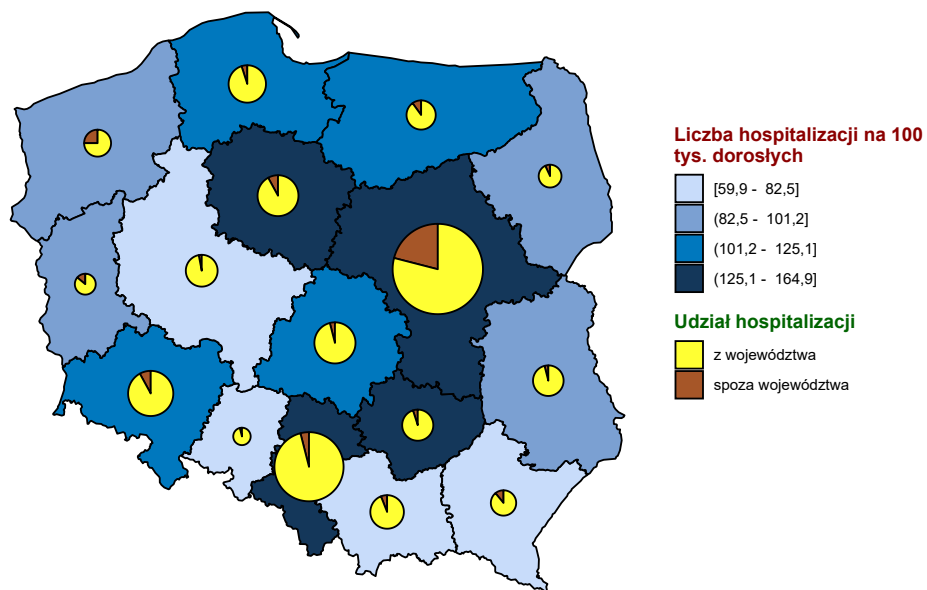 Liczba hospitalizacji na 100
tys. dorosłych
[59,9 - 82,5]
(82,5 - 101,2]
(101,2 - 125,1]
(125,1 - 164,9]
Udział hospitalizacji
z województwa
spoza województwa